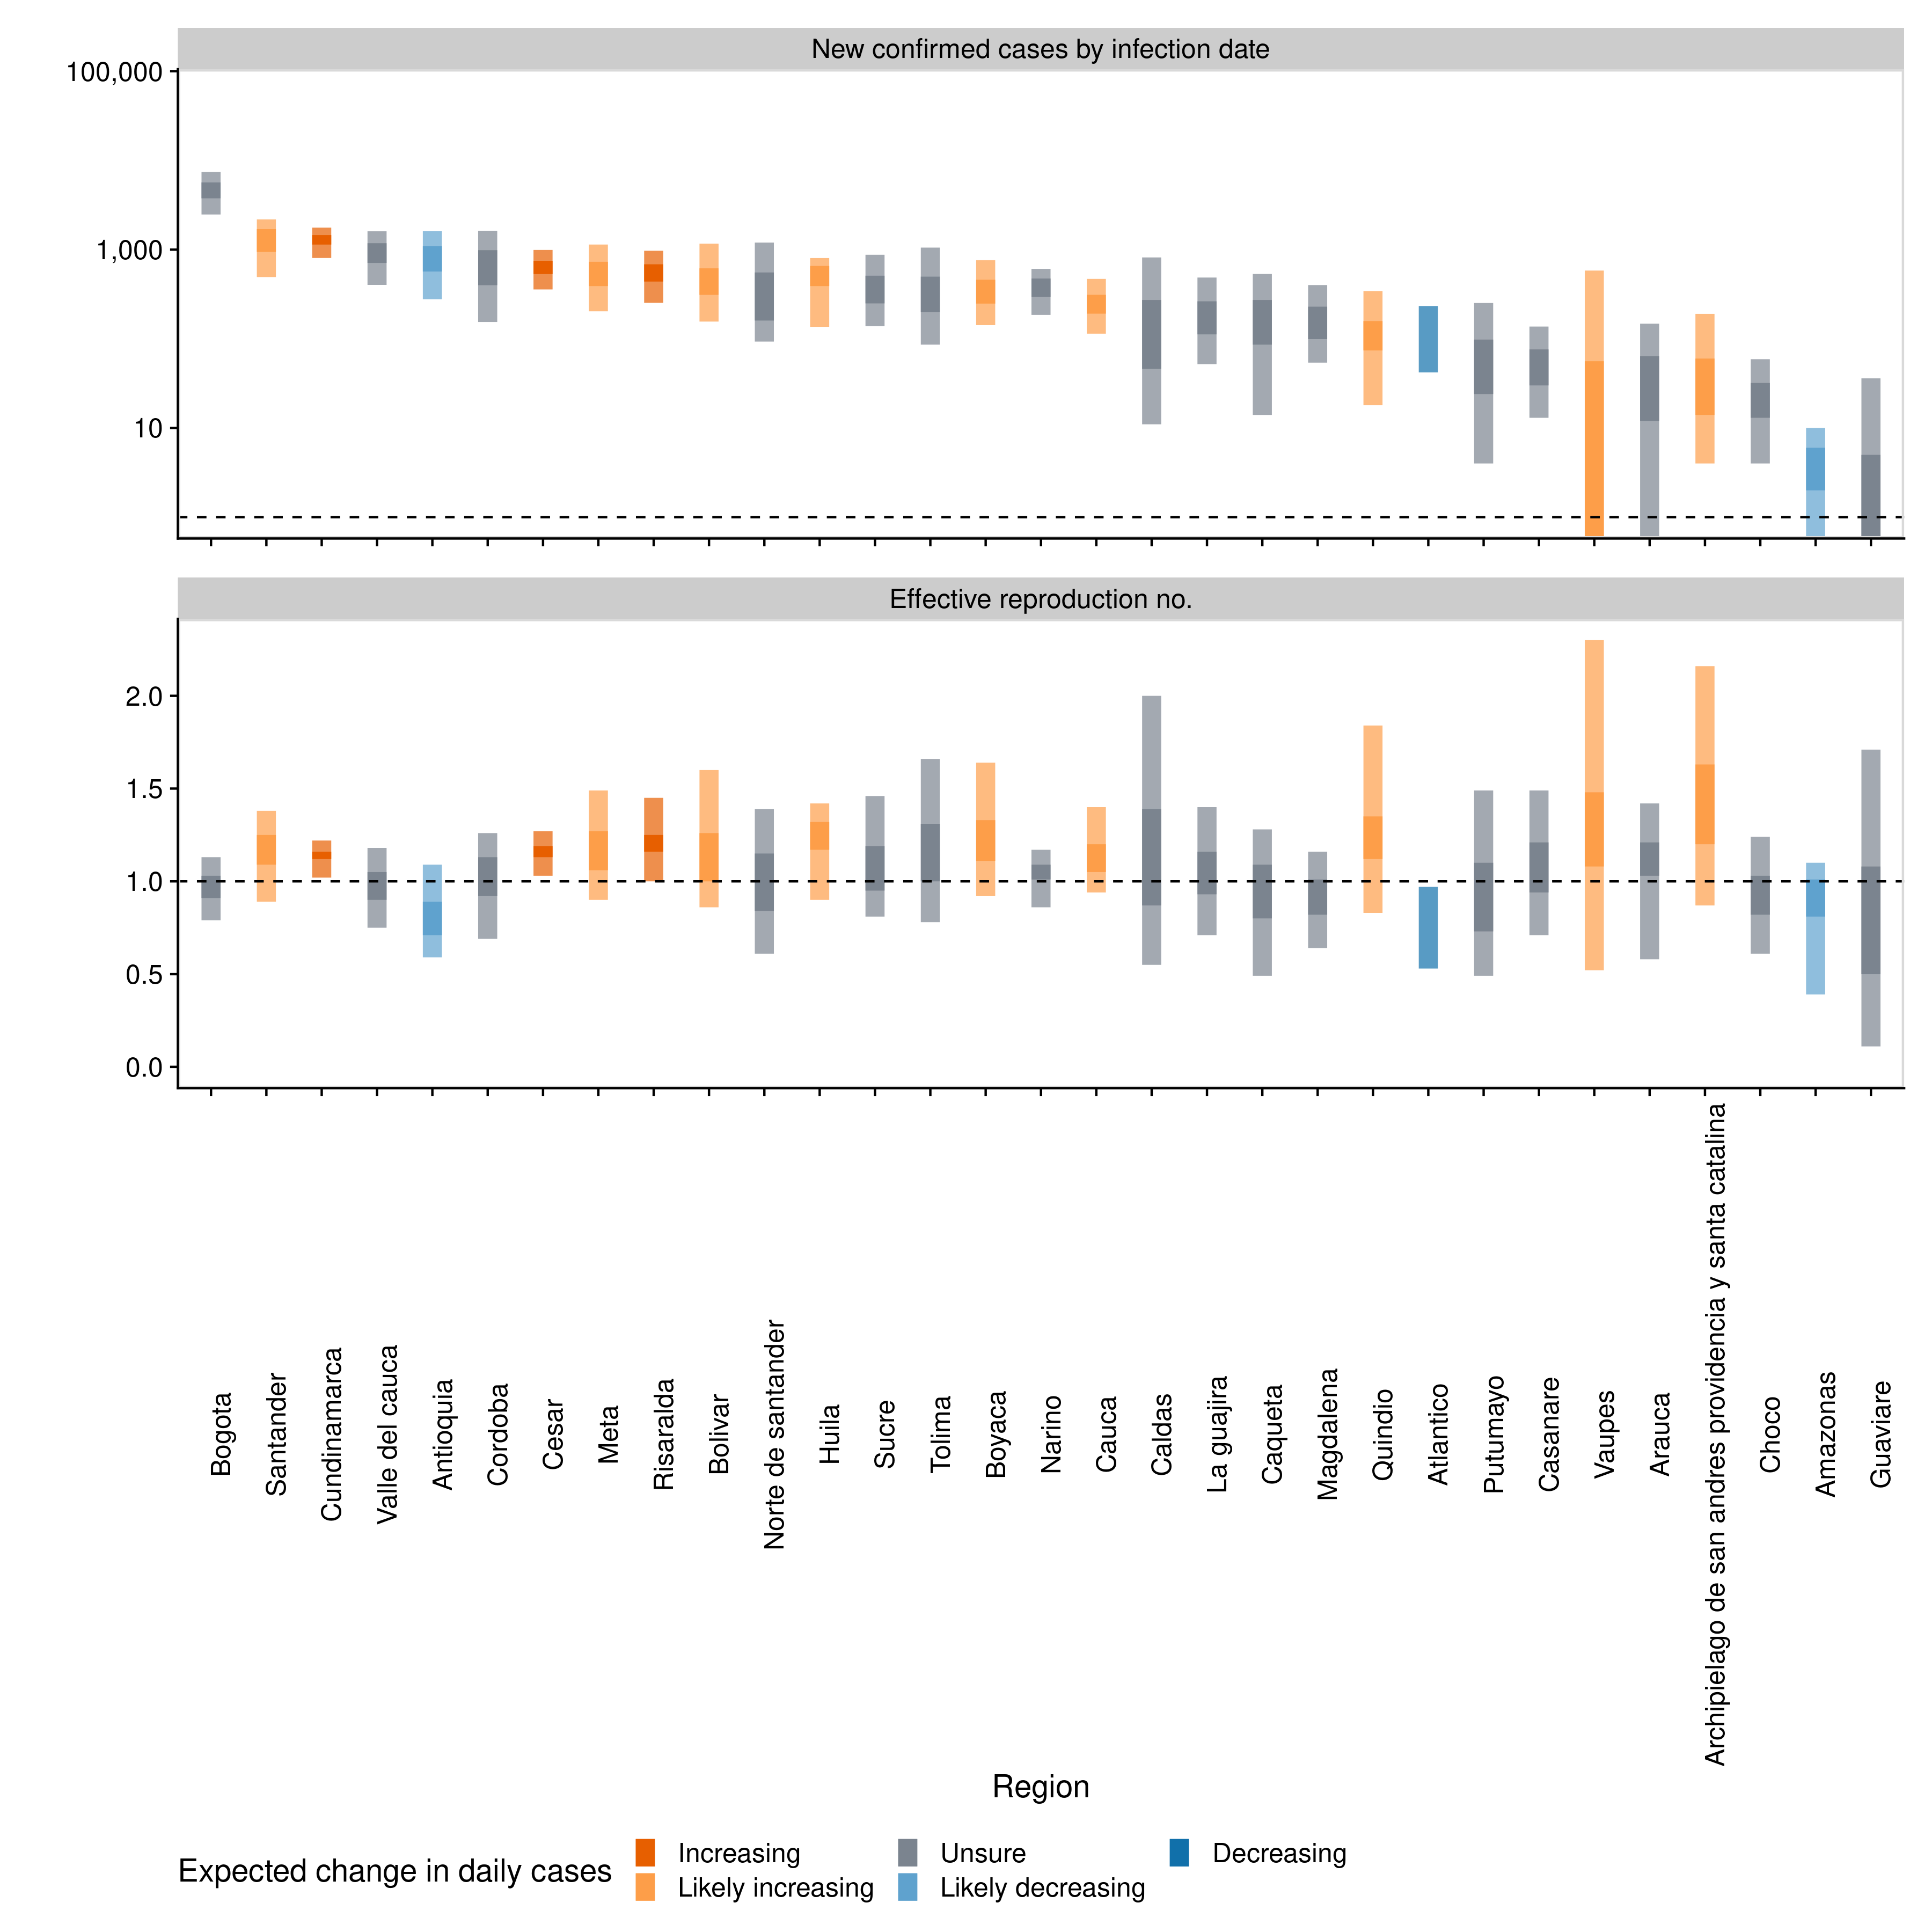 New confirmed cases by infection date
100,000
1,000
10
Effective reproduction no.
2.0
1.5
1.0
0.5
0.0
Bogota
Santander
Cundinamarca
Valle del cauca
Antioquia
Cordoba
Cesar
Meta
Risaralda
Bolivar
Norte de santander
Huila
Sucre
Tolima
Boyaca
Narino
Cauca
Caldas
La guajira
Caqueta
Magdalena
Quindio
Atlantico
Putumayo
Casanare
Vaupes
Arauca
Archipielago de san andres providencia y santa catalina
Choco
Amazonas
Guaviare
Region
Expected change in daily cases
Increasing
Likely increasing
Unsure
Likely decreasing
Decreasing